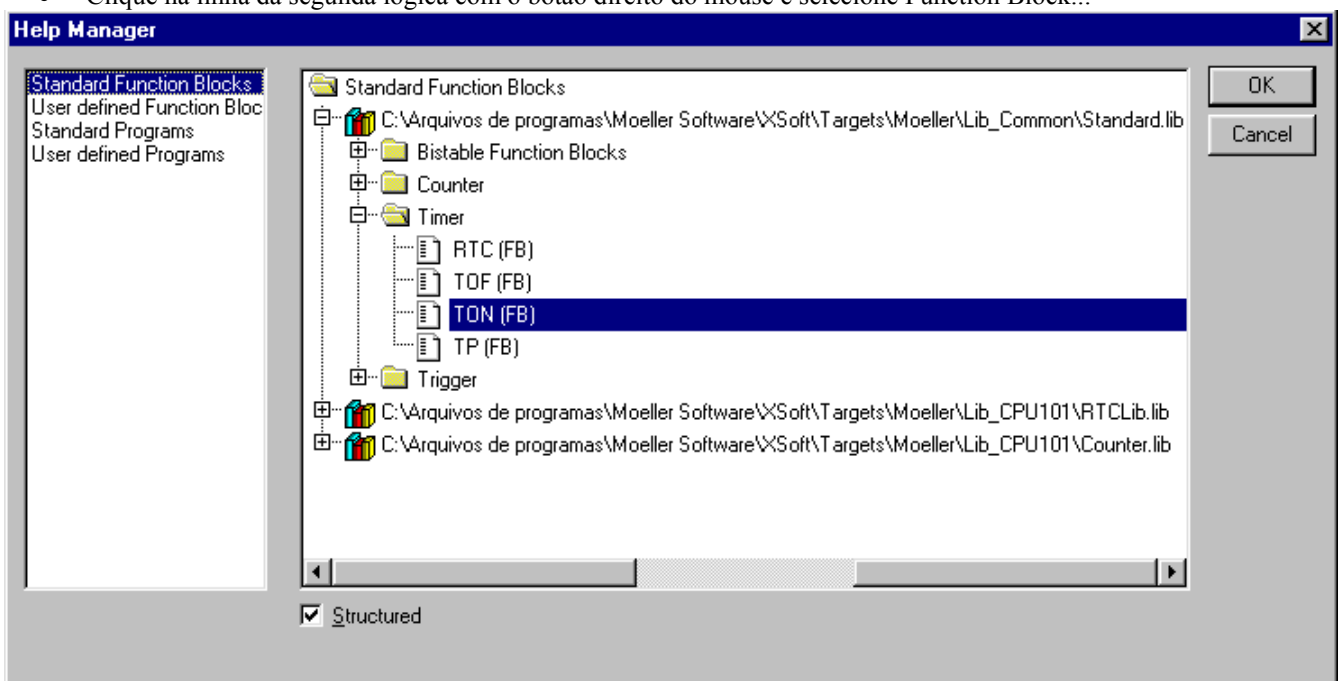 Clique na linha da segunda lógica com o botão direito do mouse e selecione Function Block...
Help Manager
Standard Function Blocks
User defined Function Bloc
Standard Programs
User defined Programs
Standard Function Blocks
C:\Arquivos de programas\Moeller Software\XSoft\Targets\Moeller\Lib_Common\Standard.lib
Bistable Function Blocks
Counter
Timer
RTC (FB)
TOF (FB)
TON (FB)
TP (FB)
Trigger
C:\Arquivos de programas\Moeller Software\XSoft\Targets\Moeller\Lib_CPU101\RTCLib.lib
C:\Arquivos de programas\Moeller Software\XSoft\Targets\Moeller\Lib_CPU101\Counter.lib
OK
Cancel
Structured